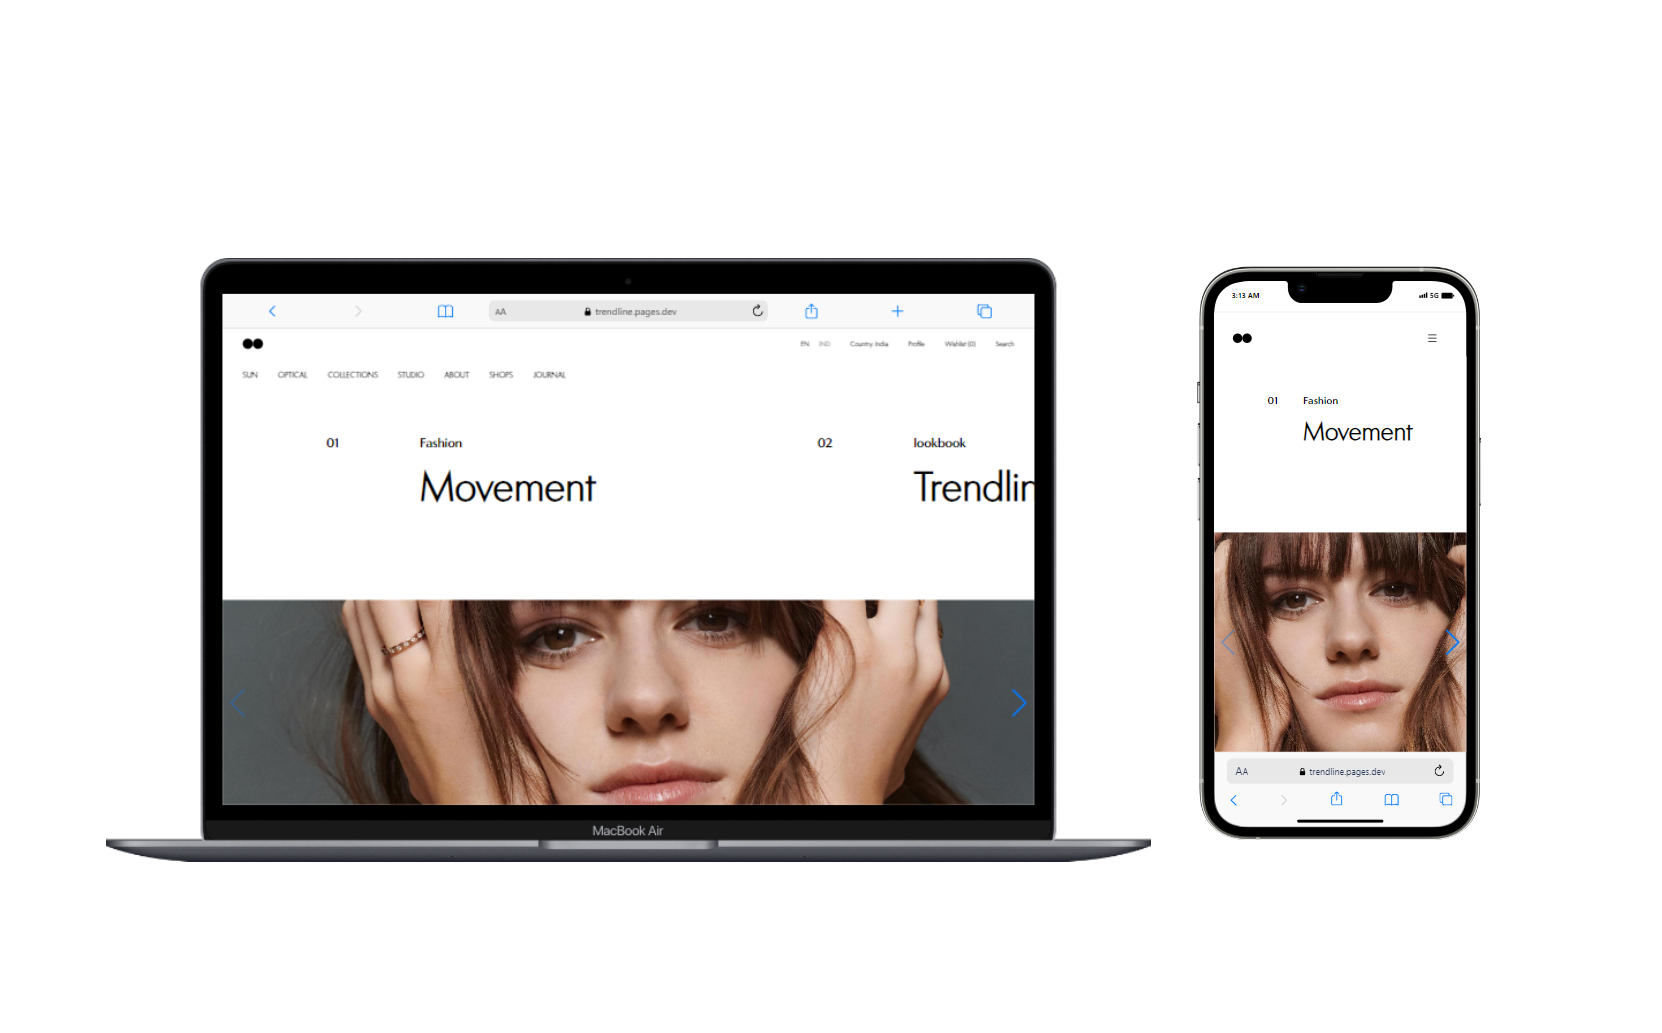 AA trendline.pages.dev
EN IND Country: India Profile Wishlist (0) Search
SUN OPTICAL COLLECTIONS STUDIO ABOUT SHOPS JOURNAL
01 Fashion 02 lookbook
Movement Trendlin
MacBook Air
3:13 AM 5G
01 Fashion
Movement
AA trendline.pages.dev